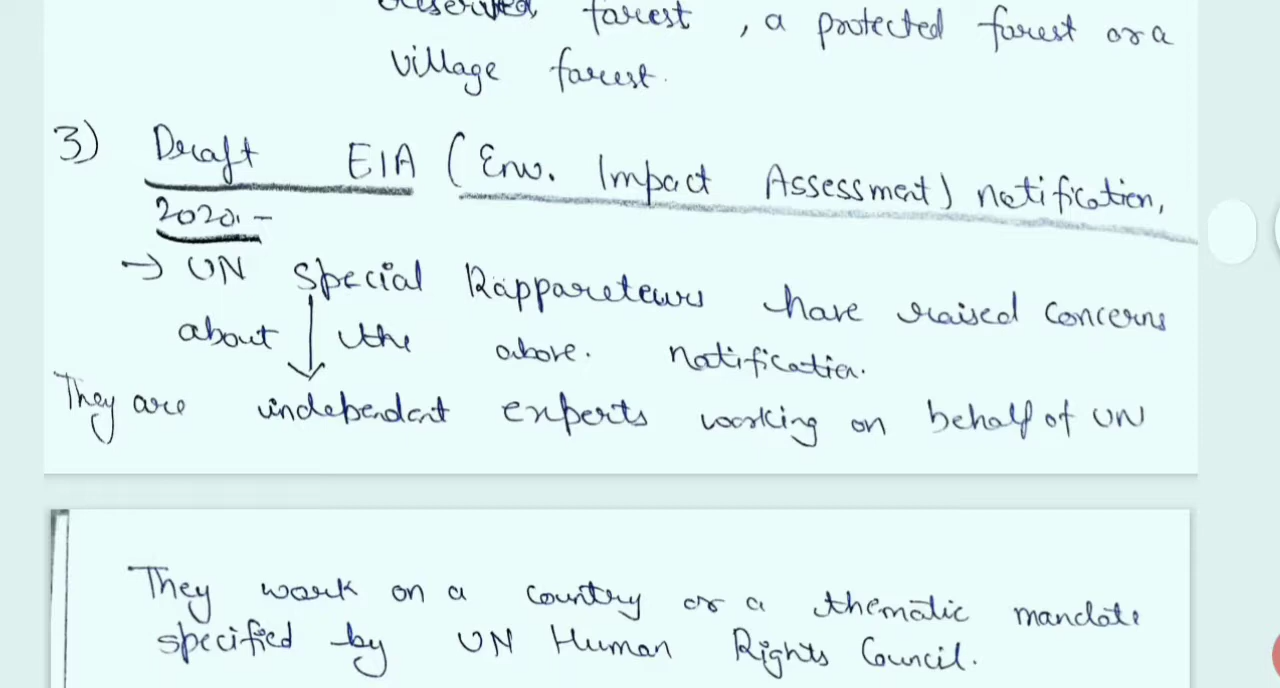 reserved forest, a protected forest or a
village forest.
3) Draft EIA (Env. Impact Assessment) notification,
2020. -
→ UN Special Rapporeteurs have raised concerns
about the above. notification.
They are independent experts working on behalf of UN
They work on a country or a thematic mandate
specified by UN Human Rights Council.